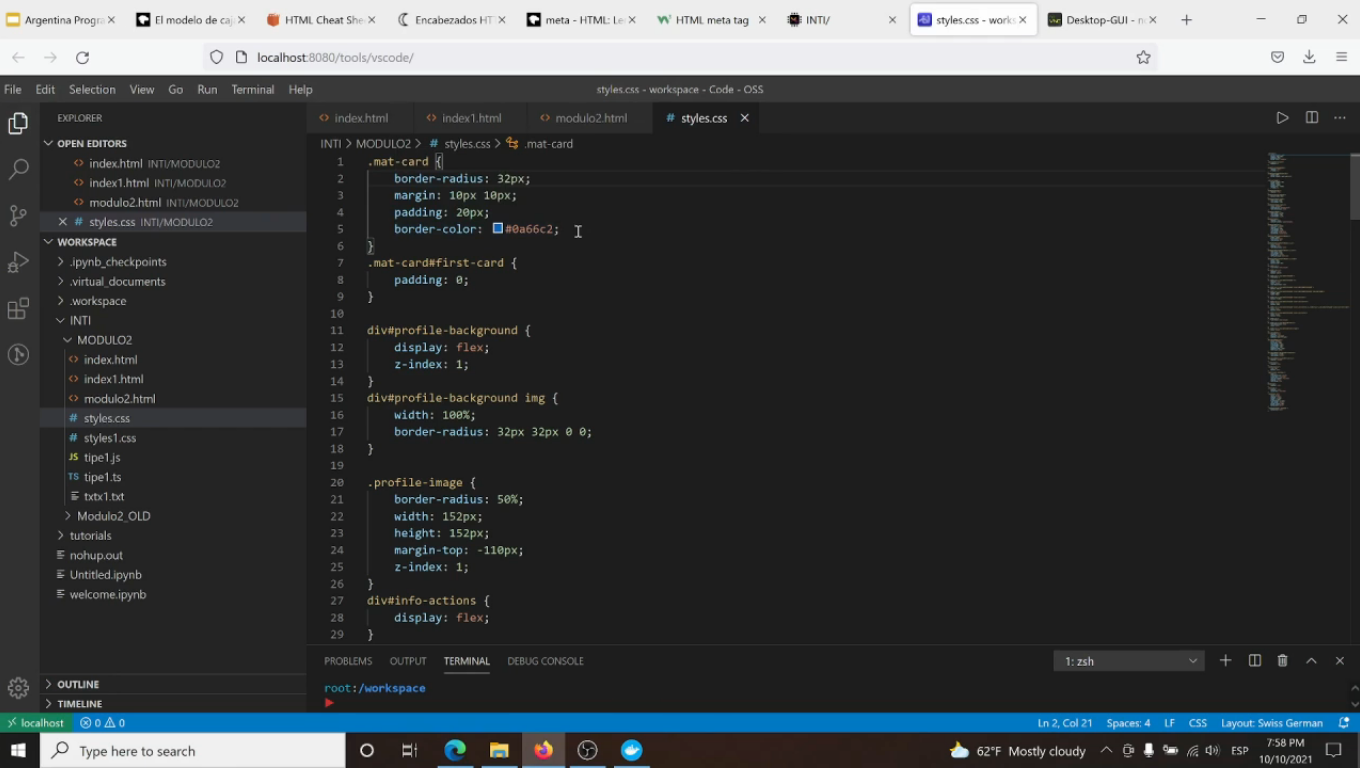 Argentina Progra
El modelo de caj
HTML Cheat She
Encabezados HT
meta - HTML: Le
HTML meta tag
INTI/
styles.css - works
Desktop-GUI - no
localhost:8080/tools/vscode/
File Edit Selection View Go Run Terminal Help
styles.css - workspace - Code - OSS
EXPLORER
OPEN EDITORS
index.html INTI/MODULO2
index1.html INTI/MODULO2
modulo2.html INTI/MODULO2
# styles.css INTI/MODULO2
WORKSPACE
.ipynb_checkpoints
.virtual_documents
.workspace
INTI
MODULO2
index.html
index1.html
modulo2.html
# styles.css
# styles1.css
JS tipe1.js
TS tipe1.ts
txtx1.txt
Modulo2_OLD
tutorials
nohup.out
Untitled.ipynb
welcome.ipynb
OUTLINE
TIMELINE
index.html
index1.html
modulo2.html
# styles.css
INTI > MODULO2 > # styles.css > .mat-card
1 .mat-card {
2 border-radius: 32px;
3 margin: 10px 10px;
4 padding: 20px;
5 border-color: #0a66c2;
6 }
7 .mat-card#first-card {
8 padding: 0;
9 }
10
11 div#profile-background {
12 display: flex;
13 z-index: 1;
14 }
15 div#profile-background img {
16 width: 100%;
17 border-radius: 32px 32px 0 0;
18 }
19
20 .profile-image {
21 border-radius: 50%;
22 width: 152px;
23 height: 152px;
24 margin-top: -110px;
25 z-index: 1;
26 }
27 div#info-actions {
28 display: flex;
29 }
PROBLEMS OUTPUT TERMINAL DEBUG CONSOLE
1: zsh
root:/workspace
localhost 0 0
Ln 2, Col 21 Spaces: 4 LF CSS Layout: Swiss German
Type here to search
62°F Mostly cloudy
ESP
7:58 PM
10/10/2021